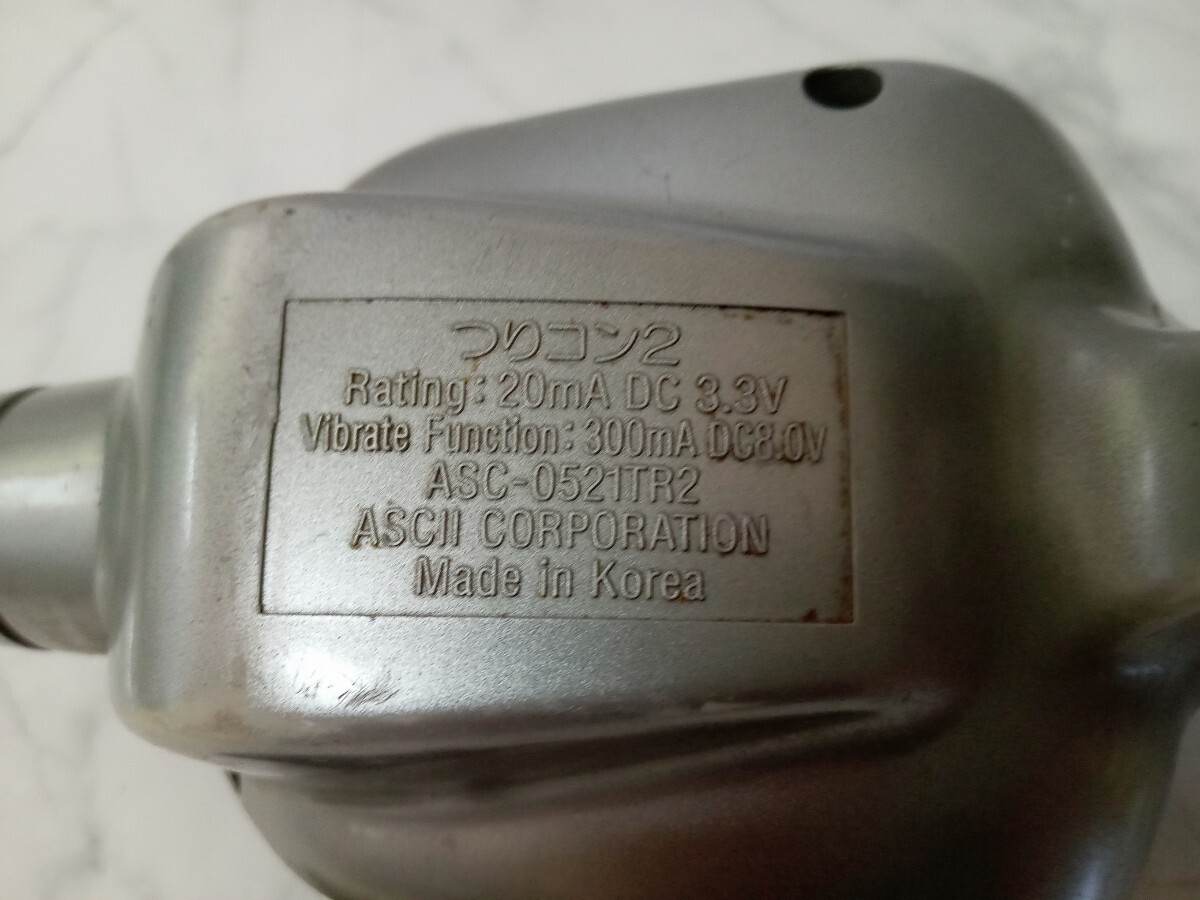 つりコン2
Rating: 20mA DC 3.3V
Vibrate Function: 300mA DC8.0V
ASC-0521TR2
ASCII CORPORATION
Made in Korea